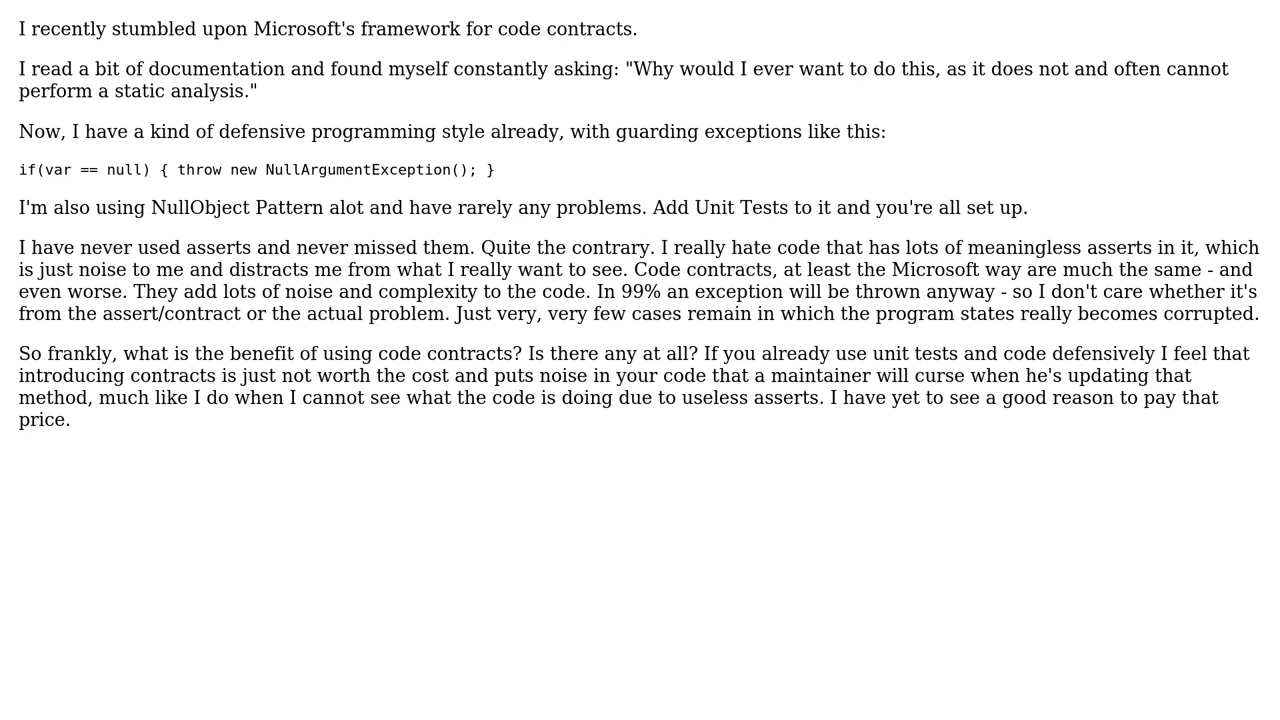 I recently stumbled upon Microsoft's framework for code contracts.
I read a bit of documentation and found myself constantly asking: "Why would I ever want to do this, as it does not and often cannot
perform a static analysis."
Now, I have a kind of defensive programming style already, with guarding exceptions like this:
if(var == null) { throw new NullArgumentException(); }
I'm also using NullObject Pattern alot and have rarely any problems. Add Unit Tests to it and you're all set up.
I have never used asserts and never missed them. Quite the contrary. I really hate code that has lots of meaningless asserts in it, which
is just noise to me and distracts me from what I really want to see. Code contracts, at least the Microsoft way are much the same - and
even worse. They add lots of noise and complexity to the code. In 99% an exception will be thrown anyway - so I don't care whether it's
from the assert/contract or the actual problem. Just very, very few cases remain in which the program states really becomes corrupted.
So frankly, what is the benefit of using code contracts? Is there any at all? If you already use unit tests and code defensively I feel that
introducing contracts is just not worth the cost and puts noise in your code that a maintainer will curse when he's updating that
method, much like I do when I cannot see what the code is doing due to useless asserts. I have yet to see a good reason to pay that
price.